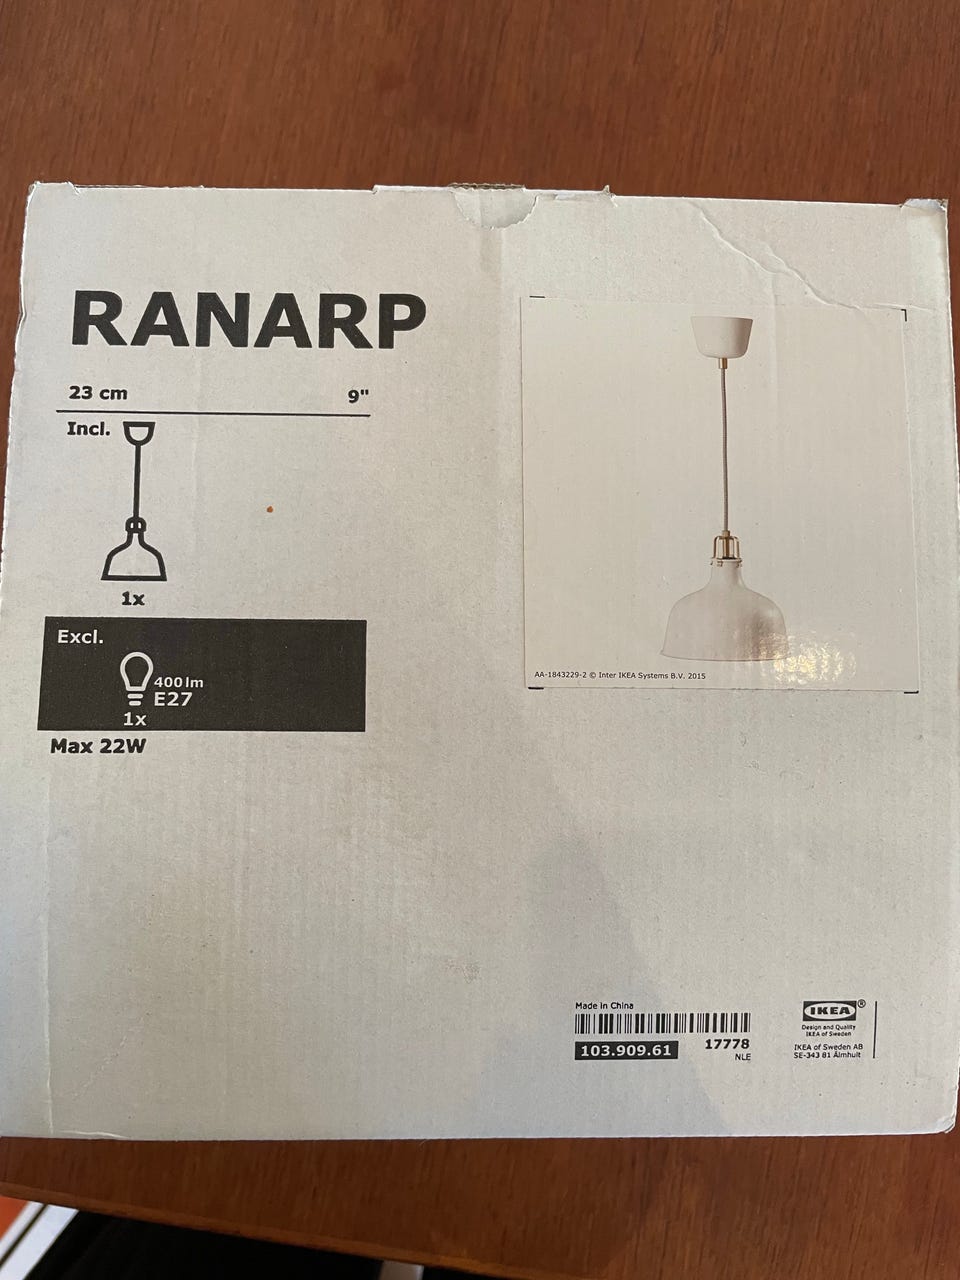 RANARP
23 cm 9"
Incl.
1x
Excl.
400 lm
E27
1x
Max 22W
AA-1843229-2 © Inter IKEA Systems B.V. 2015
Made in China
103.909.61 17778
NLE
IKEA®
Design and Quality
IKEA of Sweden
IKEA of Sweden AB
SE-343 81 Älmhult